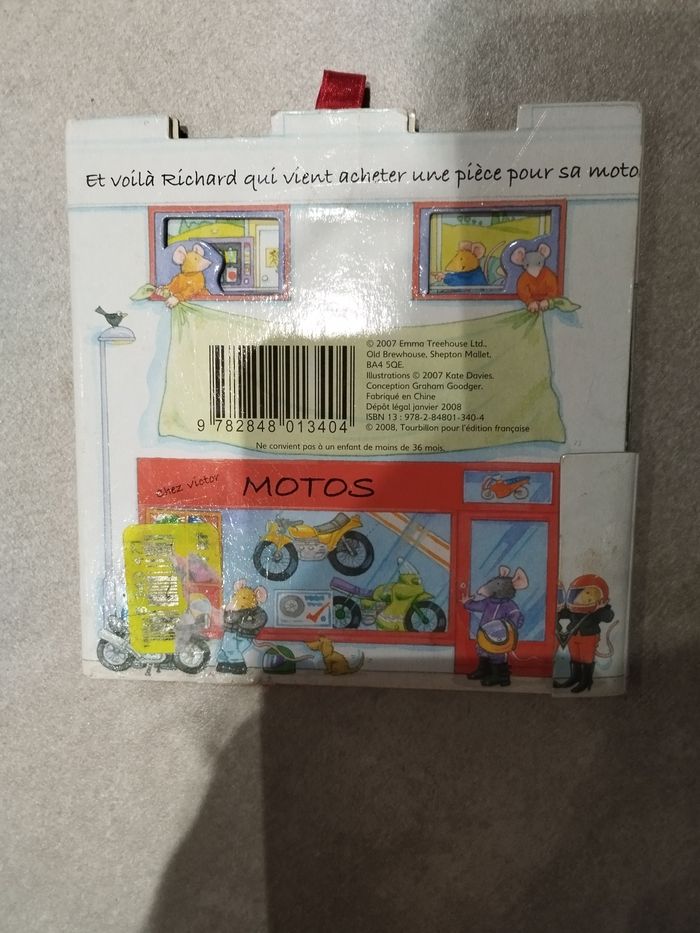 Et voilà Richard qui vient acheter une pièce pour sa moto
© 2007 Emma Treehouse Ltd.,
Old Brewhouse, Shepton Mallet,
BA4 5QE.
Illustrations © 2007 Kate Davies.
Conception Graham Goodger.
Fabriqué en Chine
Dépôt légal janvier 2008
ISBN 13 : 978-2-84801-340-4
© 2008, Tourbillon pour l'édition française
9 782848 013404
Ne convient pas à un enfant de moins de 36 mois.
Chez victor
MOTOS